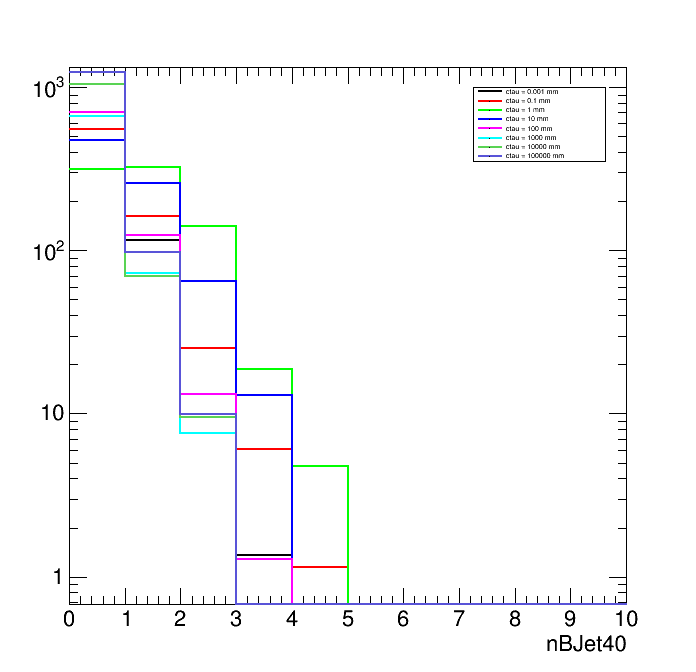 10³
10²
10
1
ctau = 0.001 mm
ctau = 0.1 mm
ctau = 1 mm
ctau = 10 mm
ctau = 100 mm
ctau = 1000 mm
ctau = 10000 mm
ctau = 100000 mm
0 1 2 3 4 5 6 7 8 9 10
nBJet40